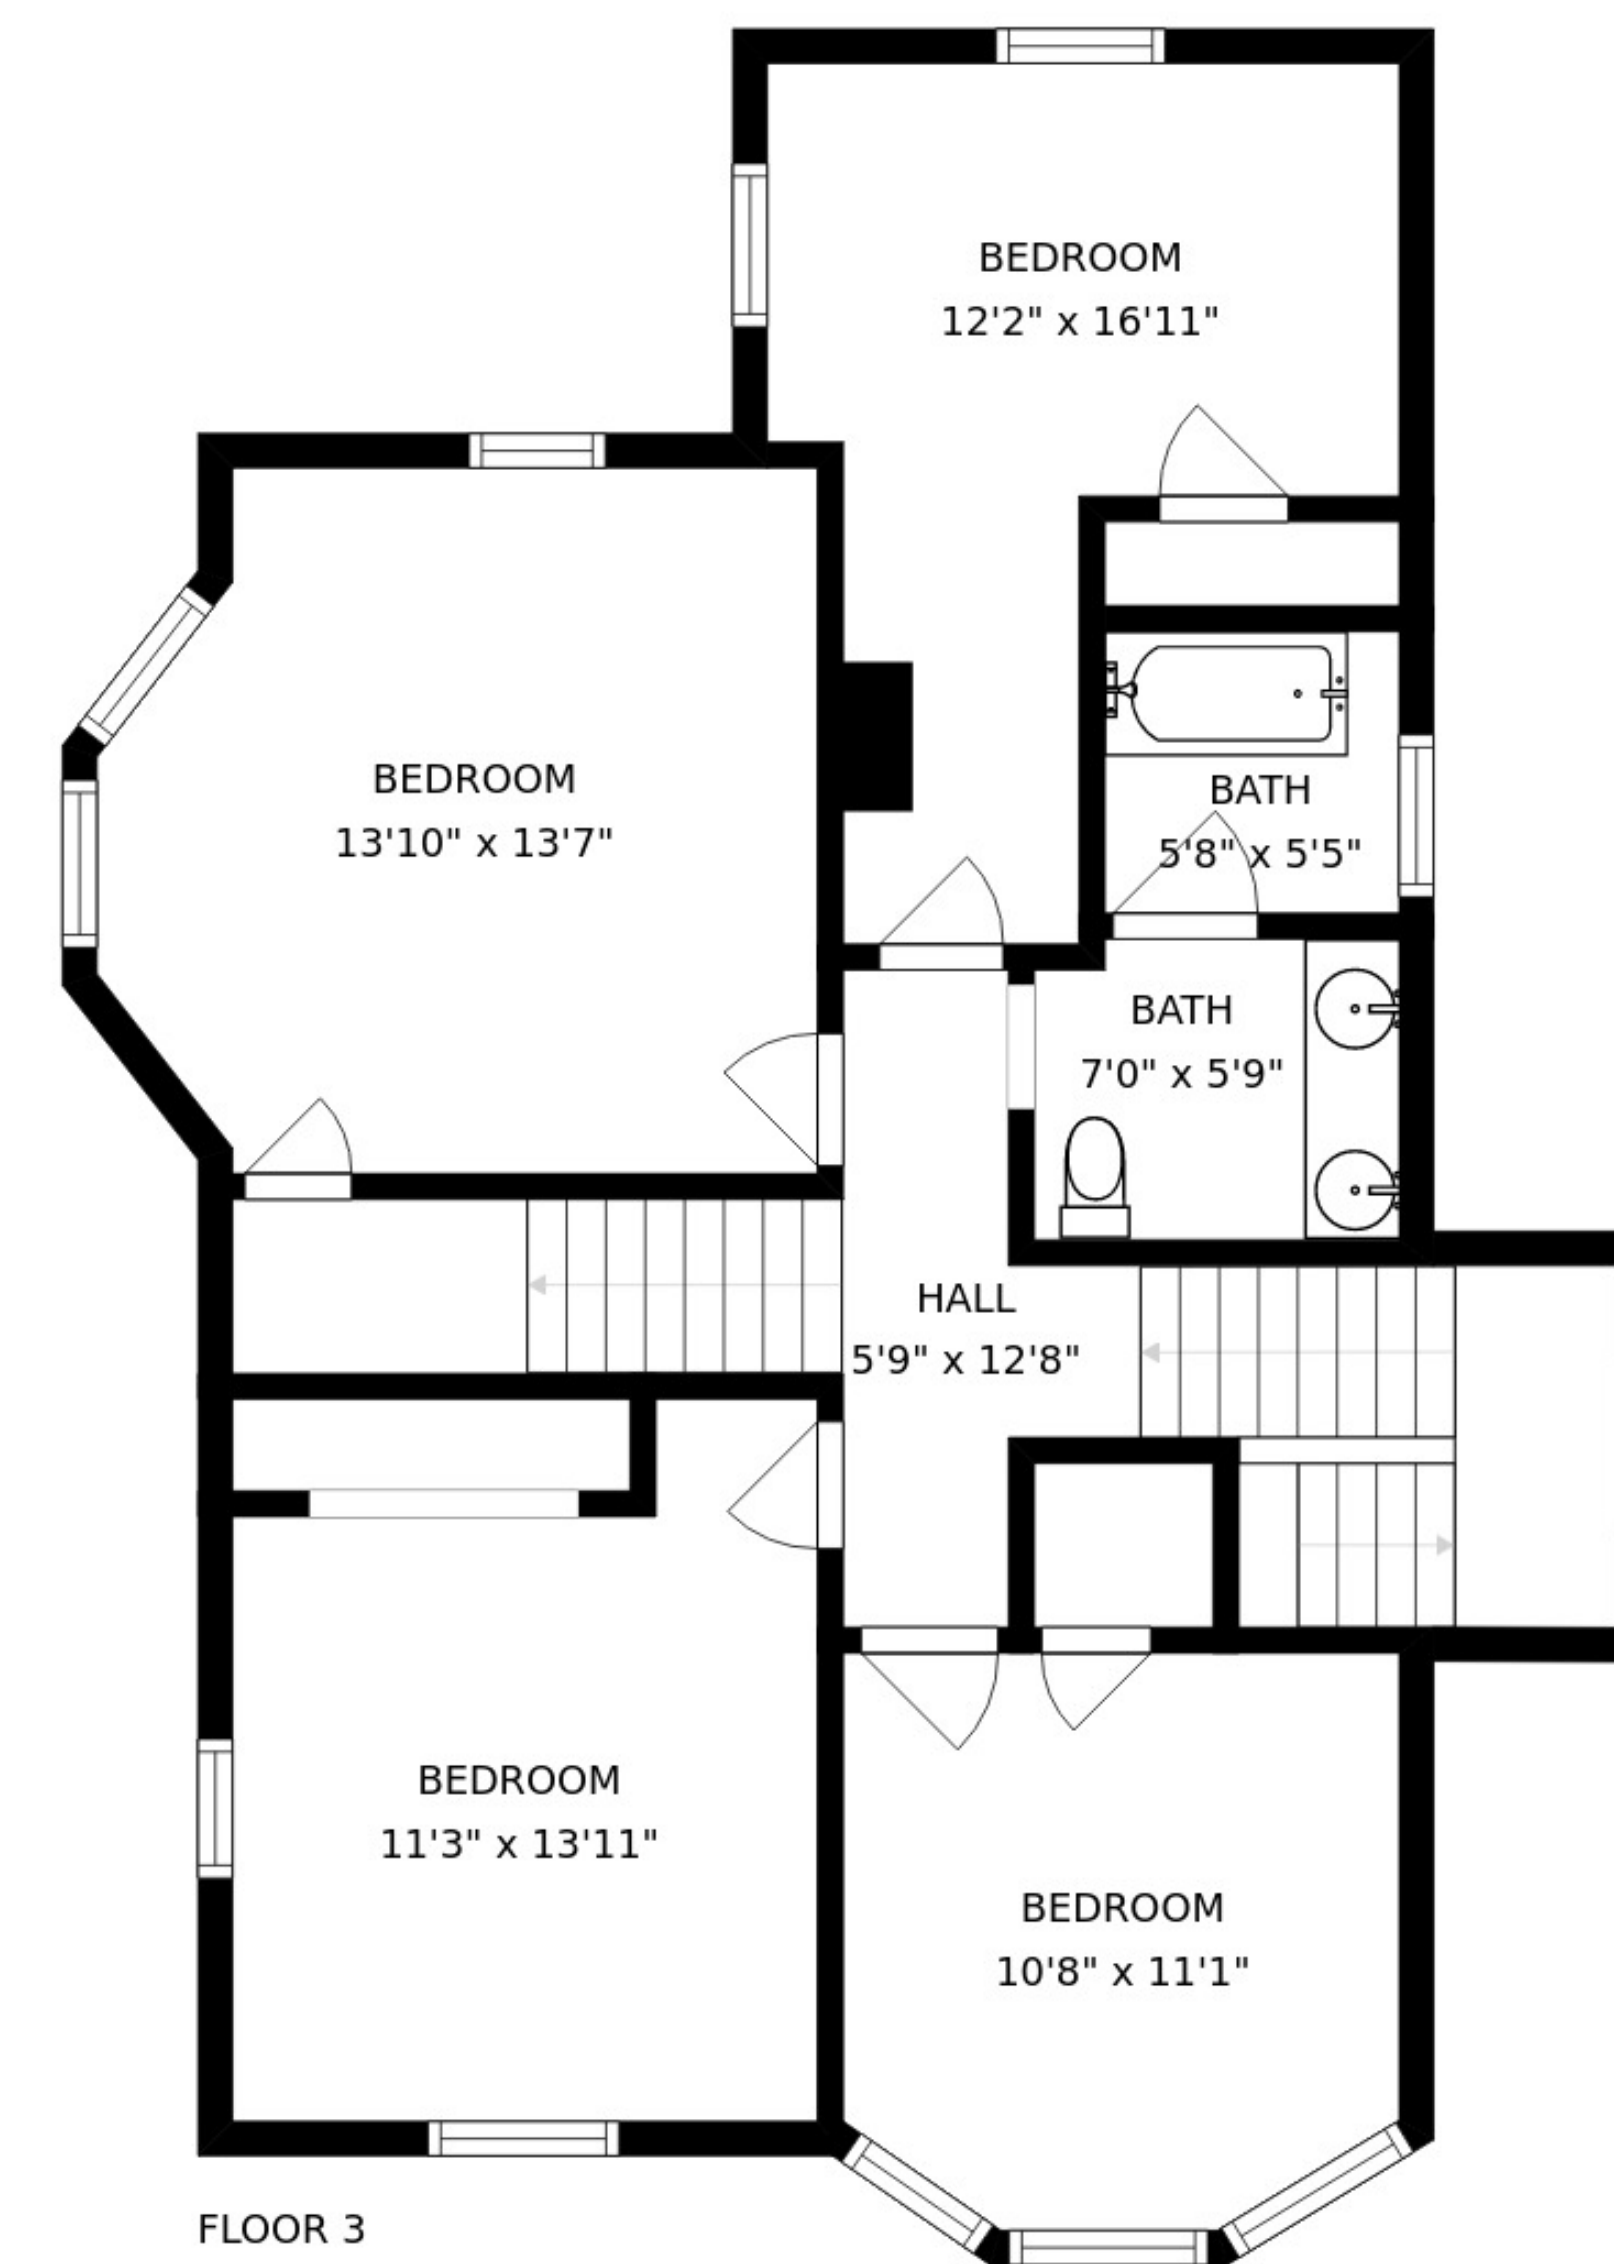 BEDROOM
12'2" x 16'11"
BEDROOM
13'10" x 13'7"
BATH
5'8" x 5'5"
BATH
7'0" x 5'9"
HALL
5'9" x 12'8"
BEDROOM
11'3" x 13'11"
BEDROOM
10'8" x 11'1"
FLOOR 3